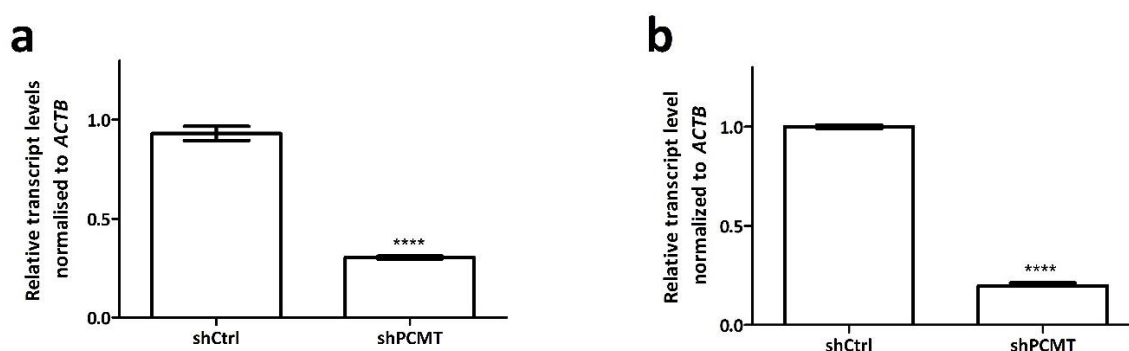 a
Relative transcript levels
normalised to ACTB
1.0
0.5
0.0
****
shCtrl
shPCMT
b
Relative transcript level
normalized to ACTB
1.0
0.5
0.0
****
shCtrl
shPCMT